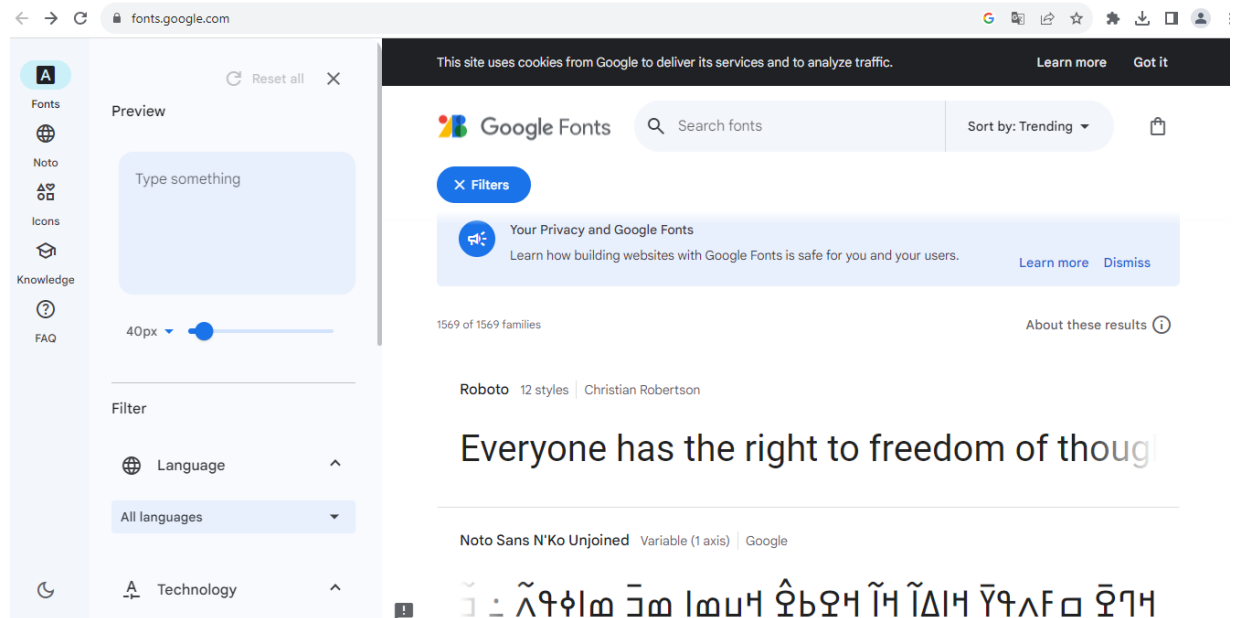 fonts.google.com
This site uses cookies from Google to deliver its services and to analyze traffic. Learn more Got it
Fonts
Noto
Icons
Knowledge
FAQ
Reset all
Preview
Type something
40px
Filter
Language
All languages
Technology
Google Fonts
Search fonts
Sort by: Trending
Filters
Your Privacy and Google Fonts
Learn how building websites with Google Fonts is safe for you and your users.
Learn more Dismiss
1569 of 1569 families
About these results
Roboto 12 styles Christian Robertson
Everyone has the right to freedom of thoug
Noto Sans N'Ko Unjoined Variable (1 axis) Google